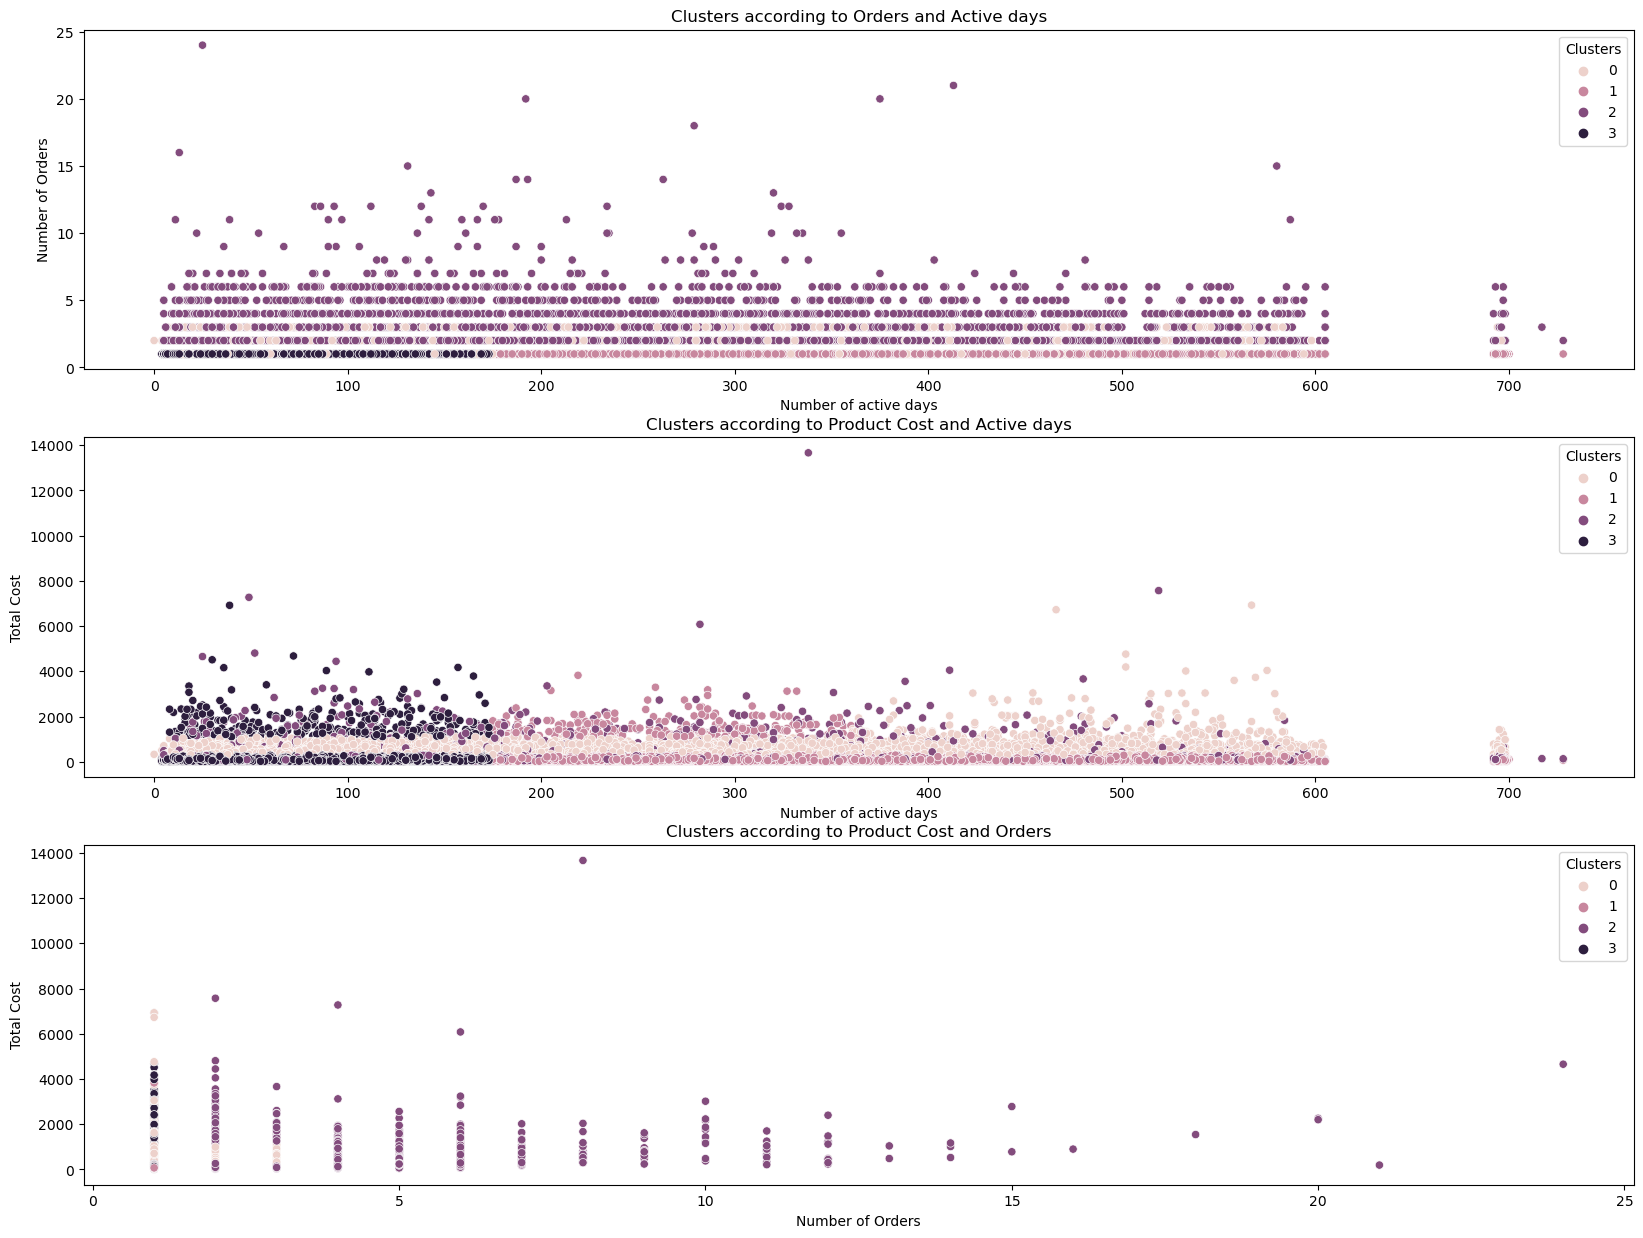 Clusters according to Orders and Active days
25
20
15
10
5
0
Number of Orders
Clusters
0
1
2
3
0 100 200 300 400 500 600 700
Number of active days
Clusters according to Product Cost and Active days
14000
12000
10000
8000
6000
4000
2000
0
Total Cost
Clusters
0
1
2
3
0 100 200 300 400 500 600 700
Number of active days
Clusters according to Product Cost and Orders
14000
12000
10000
8000
6000
4000
2000
0
Total Cost
Clusters
0
1
2
3
0 5 10 15 20 25
Number of Orders